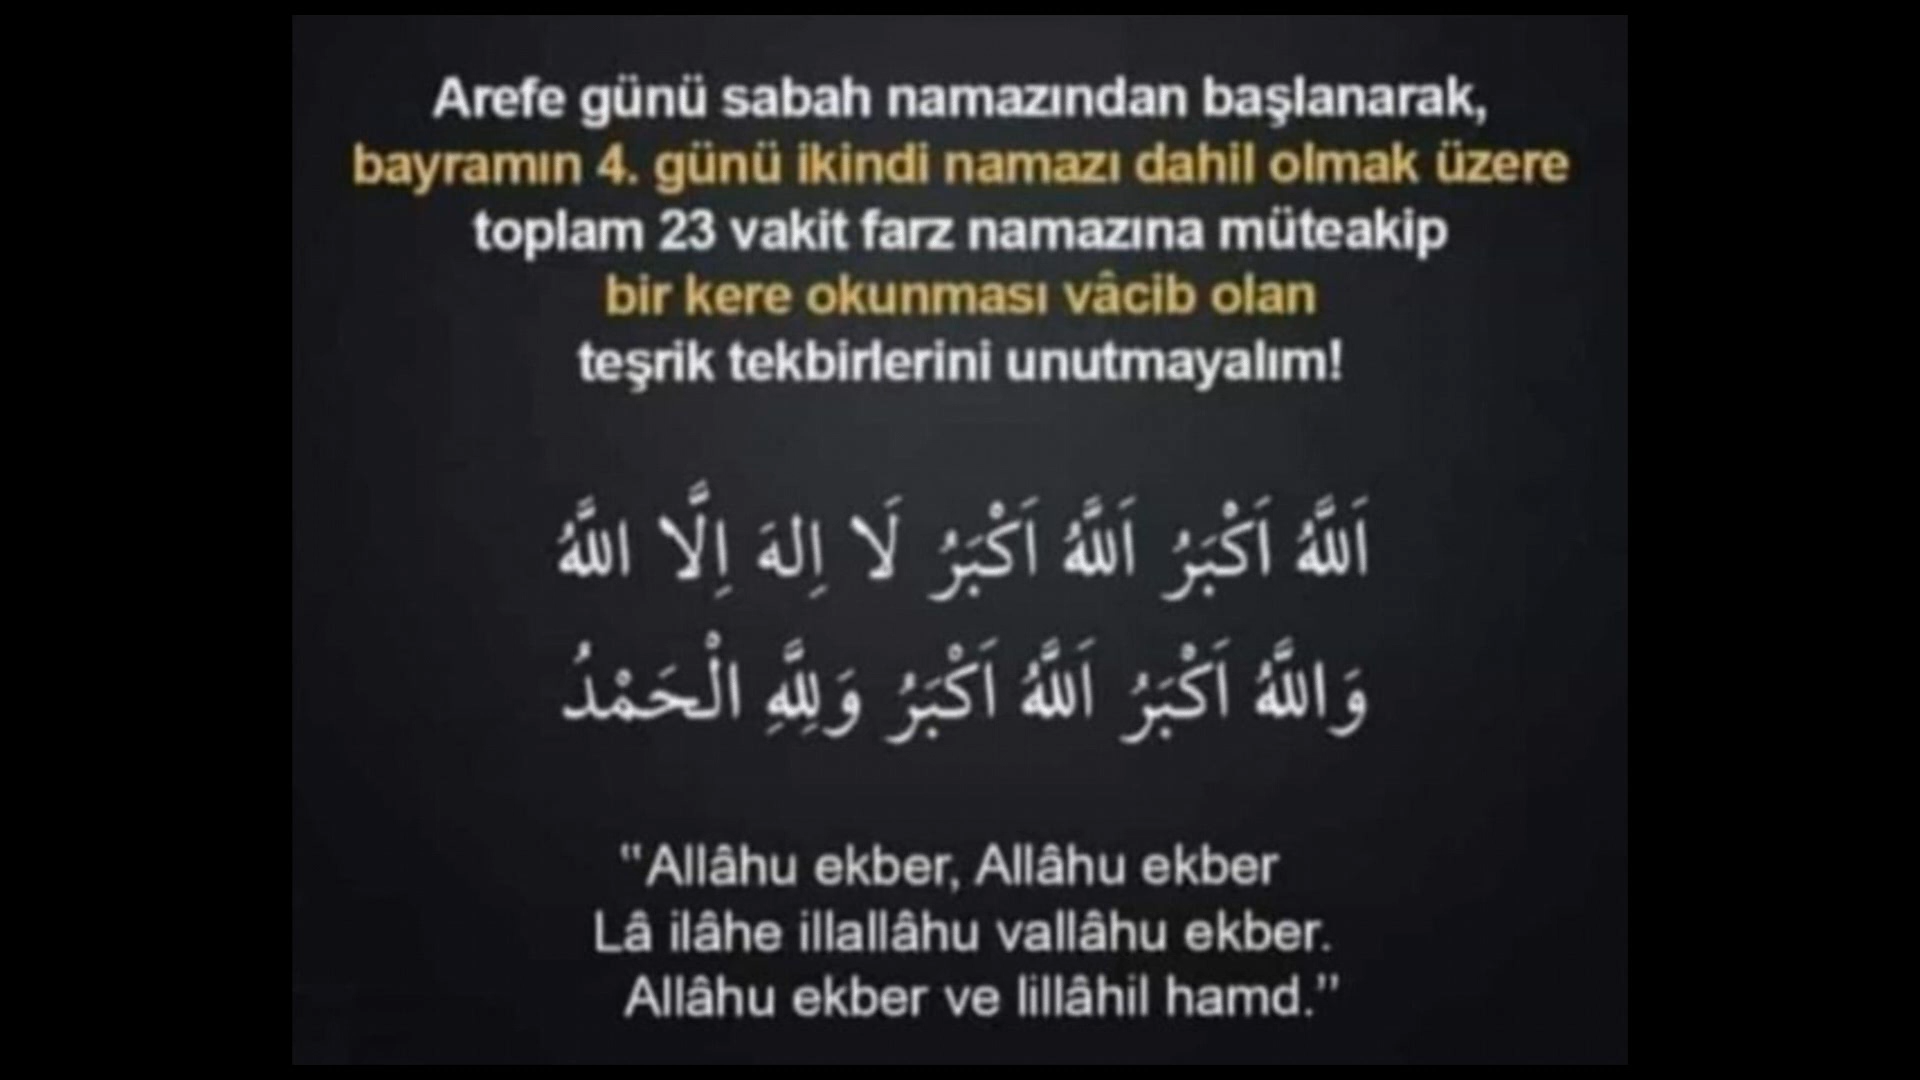 Arefe günü sabah namazından başlanarak,
bayramın 4. günü ikindi namazı dahil olmak üzere
toplam 23 vakit farz namazına müteakip
bir kere okunması vâcib olan
teşrik tekbirlerini unutmayalım!
اَللَّهُ اَكْبَرُ اَللَّهُ اَكْبَرُ لَا اِلهَ اِلَّا اللَّهُ
وَاللَّهُ اَكْبَرُ اَللَّهُ اَكْبَرُ وَلِلَّهِ الْحَمْدُ
“Allâhu ekber, Allâhu ekber
Lâ ilâhe illallâhu vallâhu ekber.
Allâhu ekber ve lillâhil hamd.”